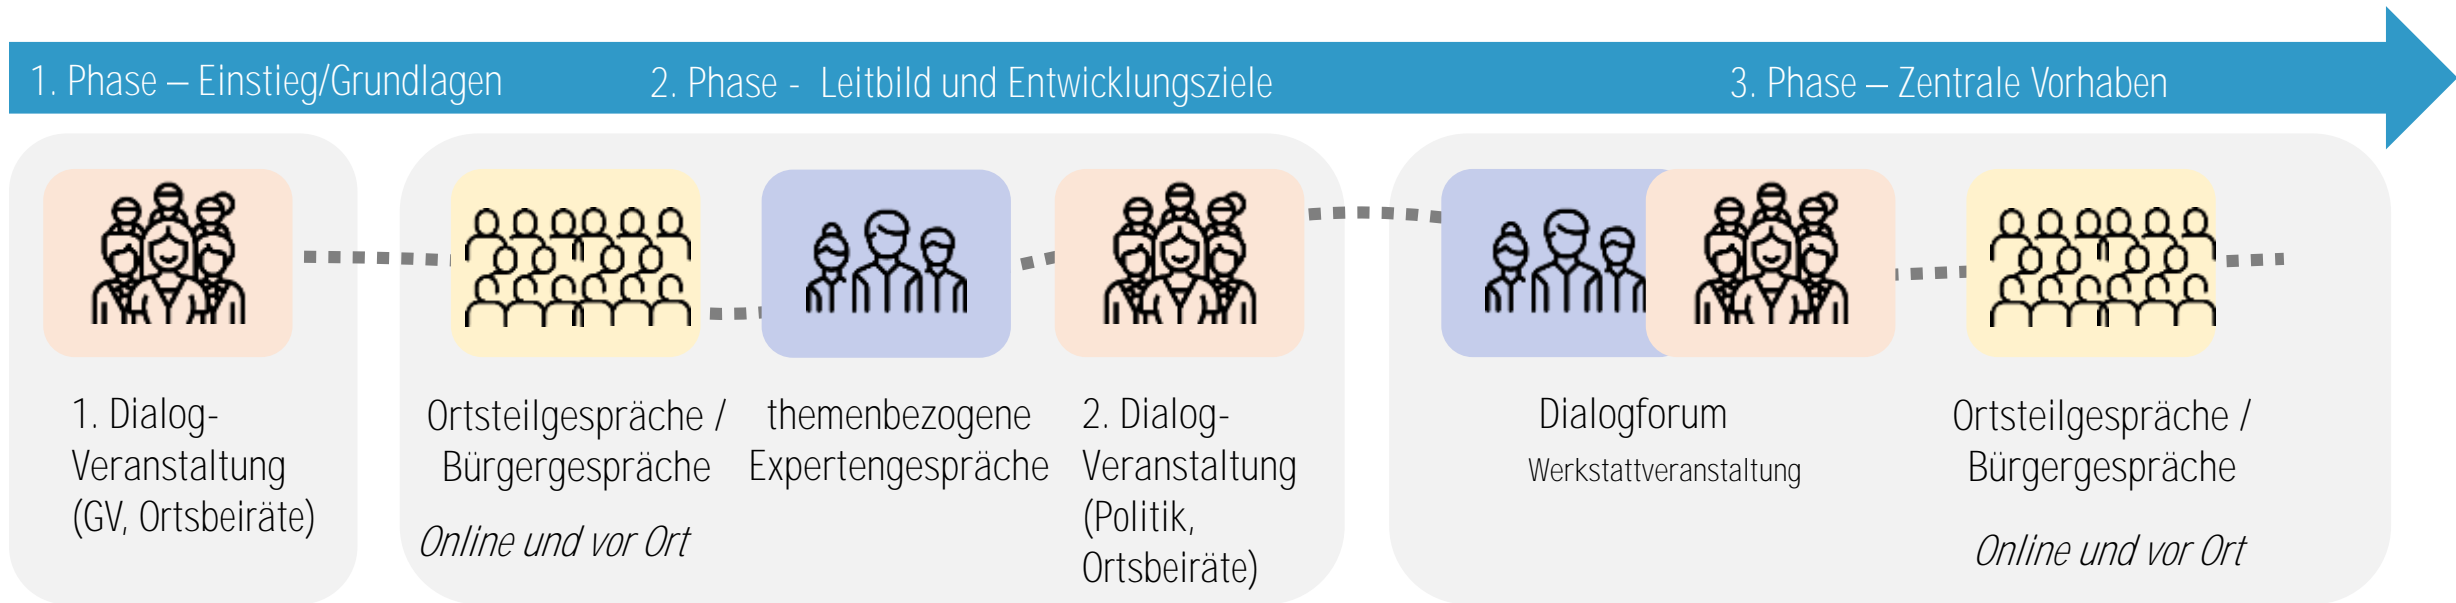 1. Phase – Einstieg/Grundlagen
2. Phase - Leitbild und Entwicklungsziele
3. Phase – Zentrale Vorhaben
1. Dialog-
Veranstaltung
(GV, Ortsbeiräte)
Ortsteilgespräche /
Bürgergespräche
Online und vor Ort
themenbezogene
Expertengespräche
2. Dialog-
Veranstaltung
(Politik,
Ortsbeiräte)
Dialogforum
Werkstattveranstaltung
Ortsteilgespräche /
Bürgergespräche
Online und vor Ort